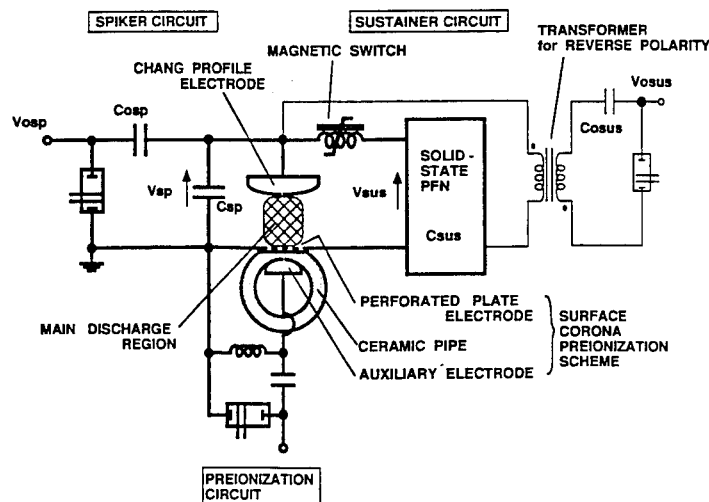 SPIKER CIRCUIT
SUSTAINER CIRCUIT
TRANSFORMER
for REVERSE POLARITY
MAGNETIC SWITCH
CHANG PROFILE
ELECTRODE
Vosp
Cosp
Vosus
Cosus
SOLID-
STATE
PFN
Vsp
Csp
Vsus
Csus
MAIN DISCHARGE
REGION
PERFORATED PLATE
ELECTRODE
CERAMIC PIPE
AUXILIARY ELECTRODE
SURFACE
CORONA
PREIONIZATION
SCHEME
PREIONIZATION
CIRCUIT